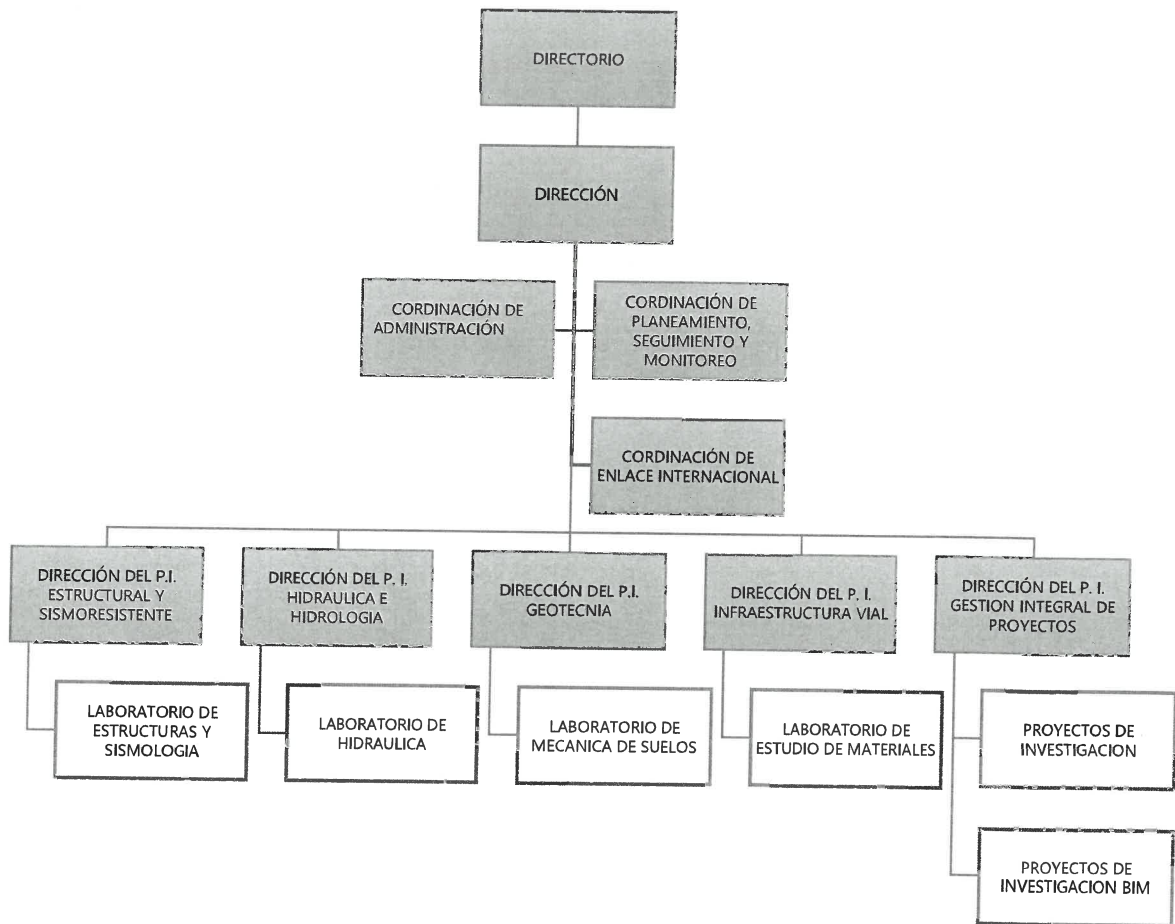 DIRECTORIO
DIRECCIÓN
CORDINACIÓN DE
ADMINISTRACIÓN
CORDINACIÓN DE
PLANEAMIENTO,
SEGUIMIENTO Y
MONITOREO
CORDINACIÓN DE
ENLACE INTERNACIONAL
DIRECCIÓN DEL P.I.
ESTRUCTURAL Y
SISMORESISTENTE
DIRECCIÓN DEL P. I.
HIDRAULICA E
HIDROLOGIA
DIRECCIÓN DEL P.I.
GEOTECNIA
DIRECCIÓN DEL P. I.
INFRAESTRUCTURA VIAL
DIRECCIÓN DEL P. I.
GESTION INTEGRAL DE
PROYECTOS
LABORATORIO DE
ESTRUCTURAS Y
SISMOLOGIA
LABORATORIO DE
HIDRAULICA
LABORATORIO DE
MECANICA DE SUELOS
LABORATORIO DE
ESTUDIO DE MATERIALES
PROYECTOS DE
INVESTIGACION
PROYECTOS DE
INVESTIGACION BIM